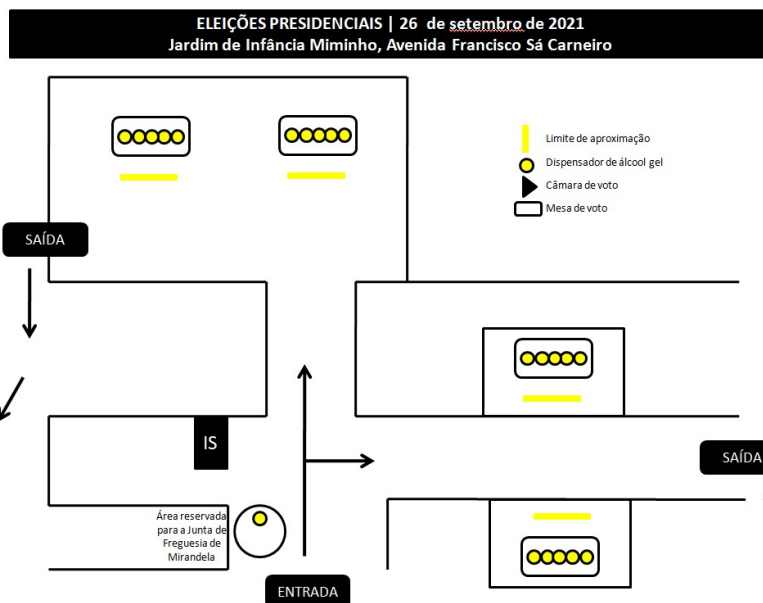 ELEIÇÕES PRESIDENCIAIS | 26 de setembro de 2021
Jardim de Infância Miminho, Avenida Francisco Sá Carneiro
Limite de aproximação
Dispensador de álcool gel
Câmara de voto
Mesa de voto
SAÍDA
IS
SAÍDA
Área reservada
para a Junta de
Freguesia de
Mirandela
ENTRADA